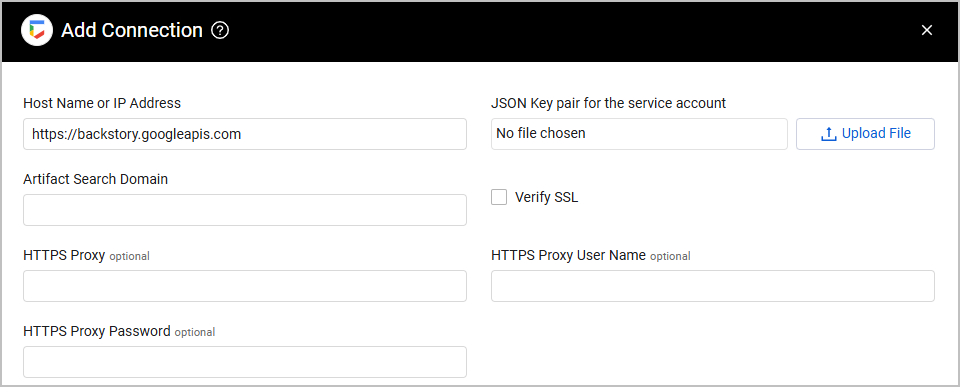 Add Connection ?
Host Name or IP Address
https://backstory.googleapis.com
JSON Key pair for the service account
No file chosen
Upload File
Artifact Search Domain
Verify SSL
HTTPS Proxy optional
HTTPS Proxy User Name optional
HTTPS Proxy Password optional